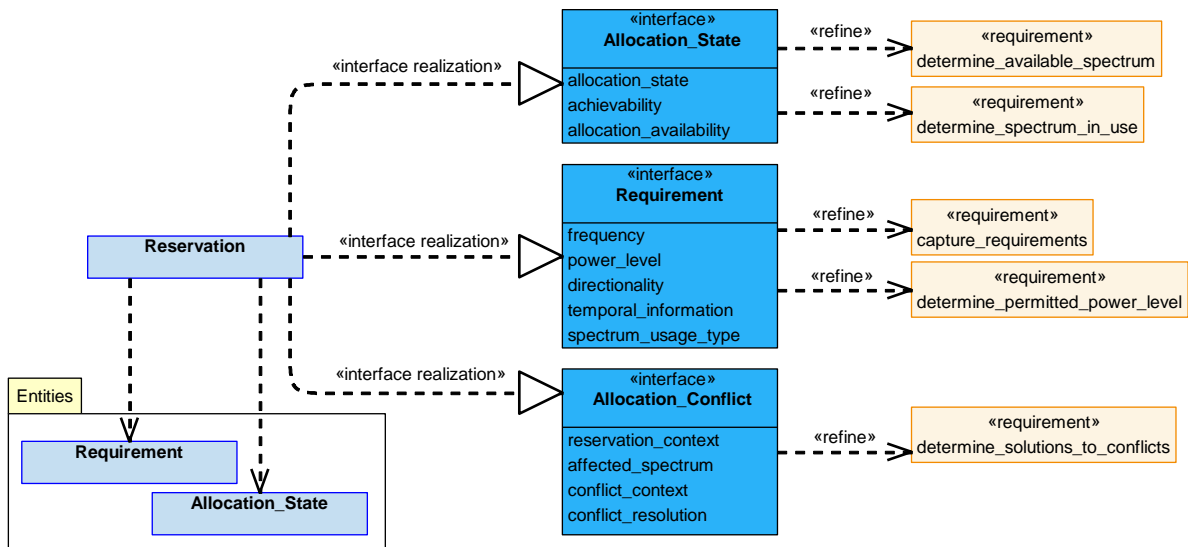 «interface»
Allocation_State
allocation_state
achievability
allocation_availability
«refine»
«requirement»
determine_available_spectrum
«refine»
«requirement»
determine_spectrum_in_use
«interface realization»
«interface»
Requirement
frequency
power_level
directionality
temporal_information
spectrum_usage_type
«refine»
«requirement»
capture_requirements
«refine»
«requirement»
determine_permitted_power_level
Reservation
«interface realization»
«interface realization»
«interface»
Allocation_Conflict
reservation_context
affected_spectrum
conflict_context
conflict_resolution
«refine»
«requirement»
determine_solutions_to_conflicts
Entities
Requirement
Allocation_State